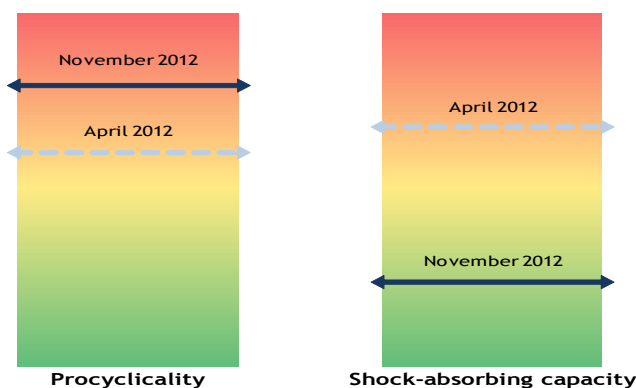 November 2012
April 2012
Procyclicality
April 2012
November 2012
Shock-absorbing capacity